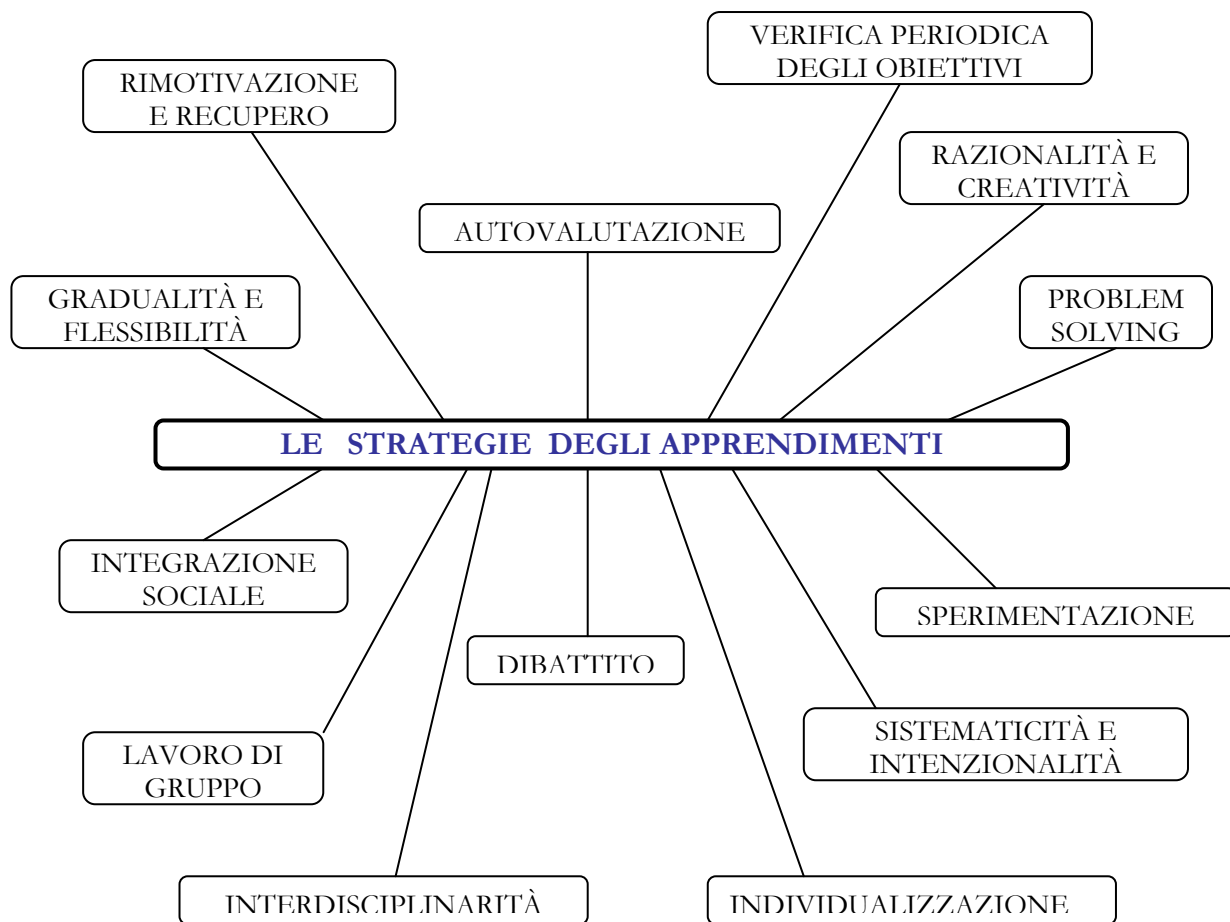 VERIFICA PERIODICA
DEGLI OBIETTIVI
RIMOTIVAZIONE
E RECUPERO
RAZIONALITÀ E
CREATIVITÀ
AUTOVALUTAZIONE
GRADUALITÀ E
FLESSIBILITÀ
PROBLEM
SOLVING
LE STRATEGIE DEGLI APPRENDIMENTI
INTEGRAZIONE
SOCIALE
SPERIMENTAZIONE
DIBATTITO
SISTEMATICITÀ E
INTENZIONALITÀ
LAVORO DI
GRUPPO
INTERDISCIPLINARITÀ
INDIVIDUALIZZAZIONE